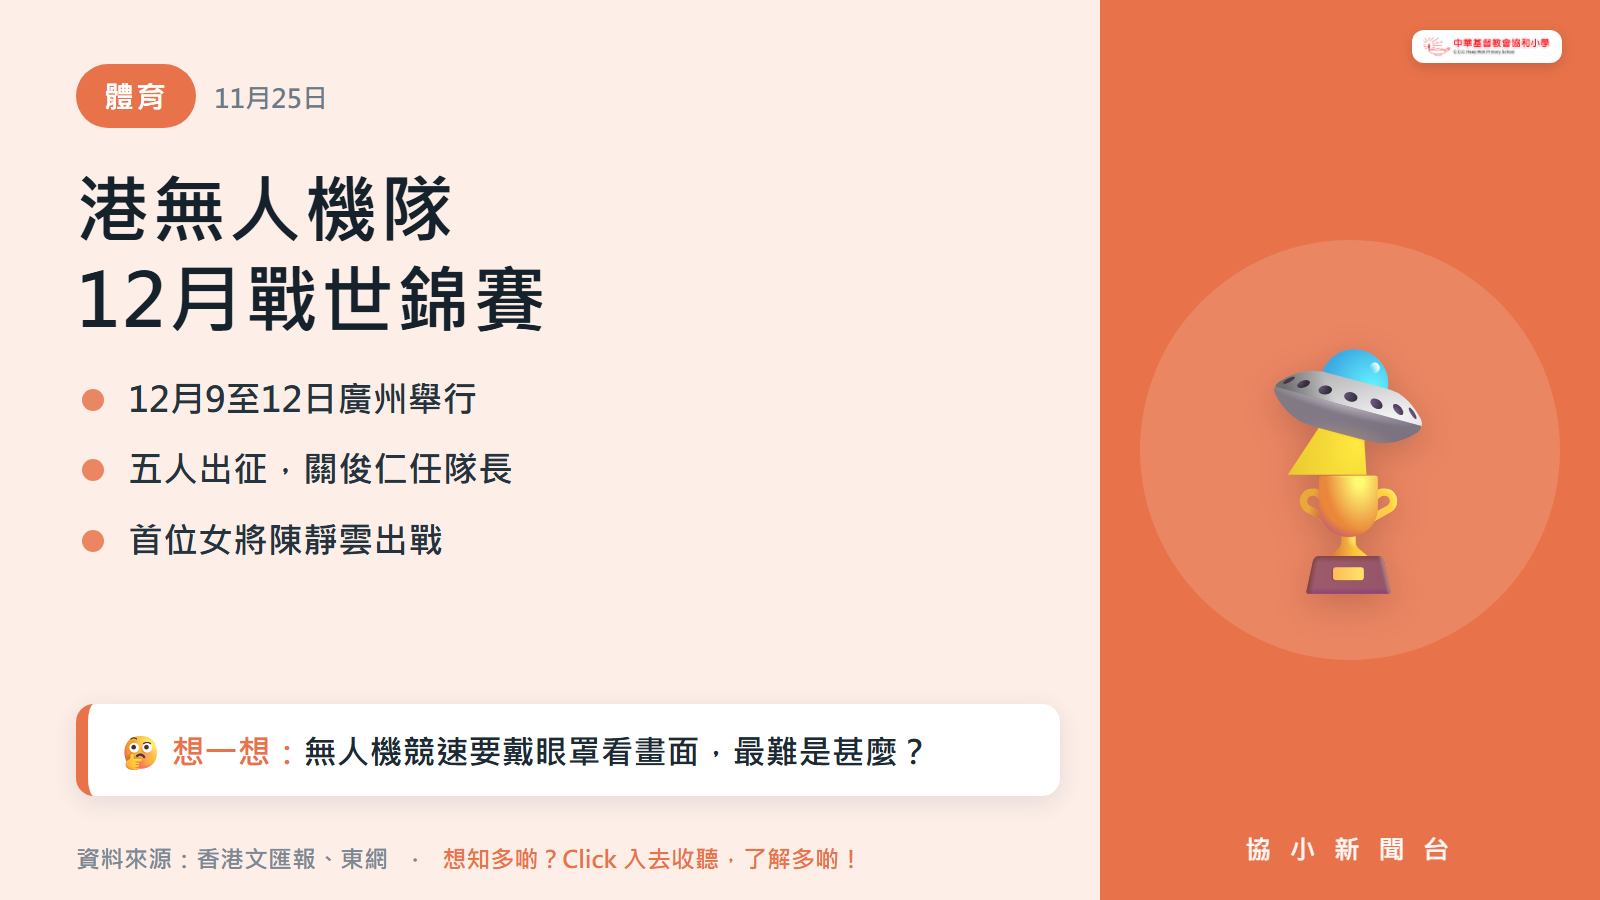 體育
11月25日
中華基督教會協和小學
港無人機隊
12月戰世錦賽
12月9至12日廣州舉行
五人出征，關俊仁任隊長
首位女將陳靜雲出戰
想一想：無人機競速要戴眼罩看畫面，最難是甚麼？
資料來源：香港文匯報、東網 · 想知多啲？Click 入去收聽，了解多啲！
協小新聞台